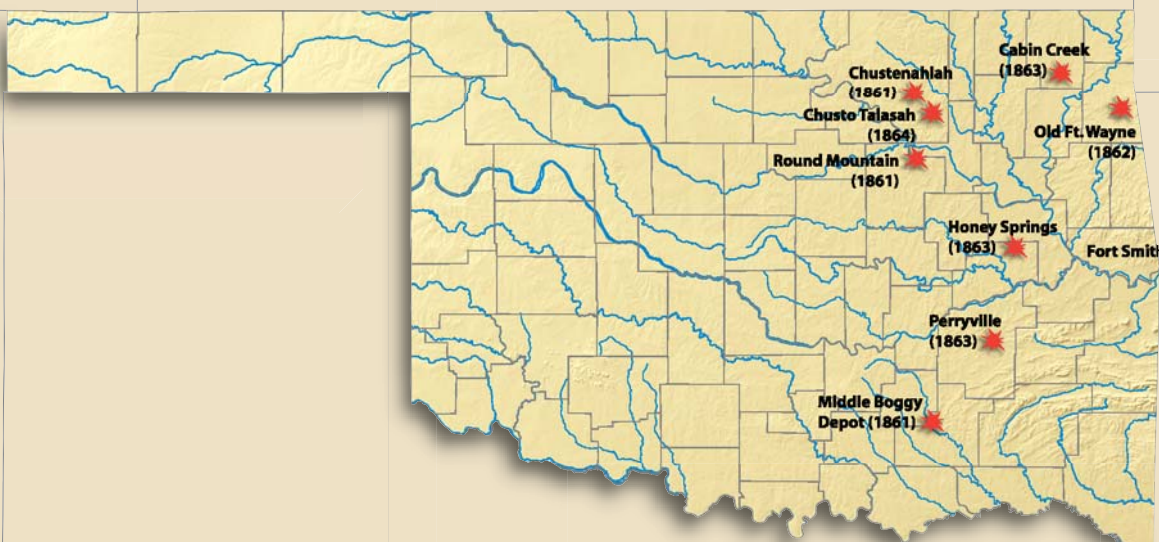 Cabin Creek
(1863)
Chustenahlah
(1861)
Chusto Talasah
(1864)
Old Ft. Wayne
(1862)
Round Mountain
(1861)
Honey Springs
(1863)
Fort Smith
Perryville
(1863)
Middle Boggy
Depot (1861)